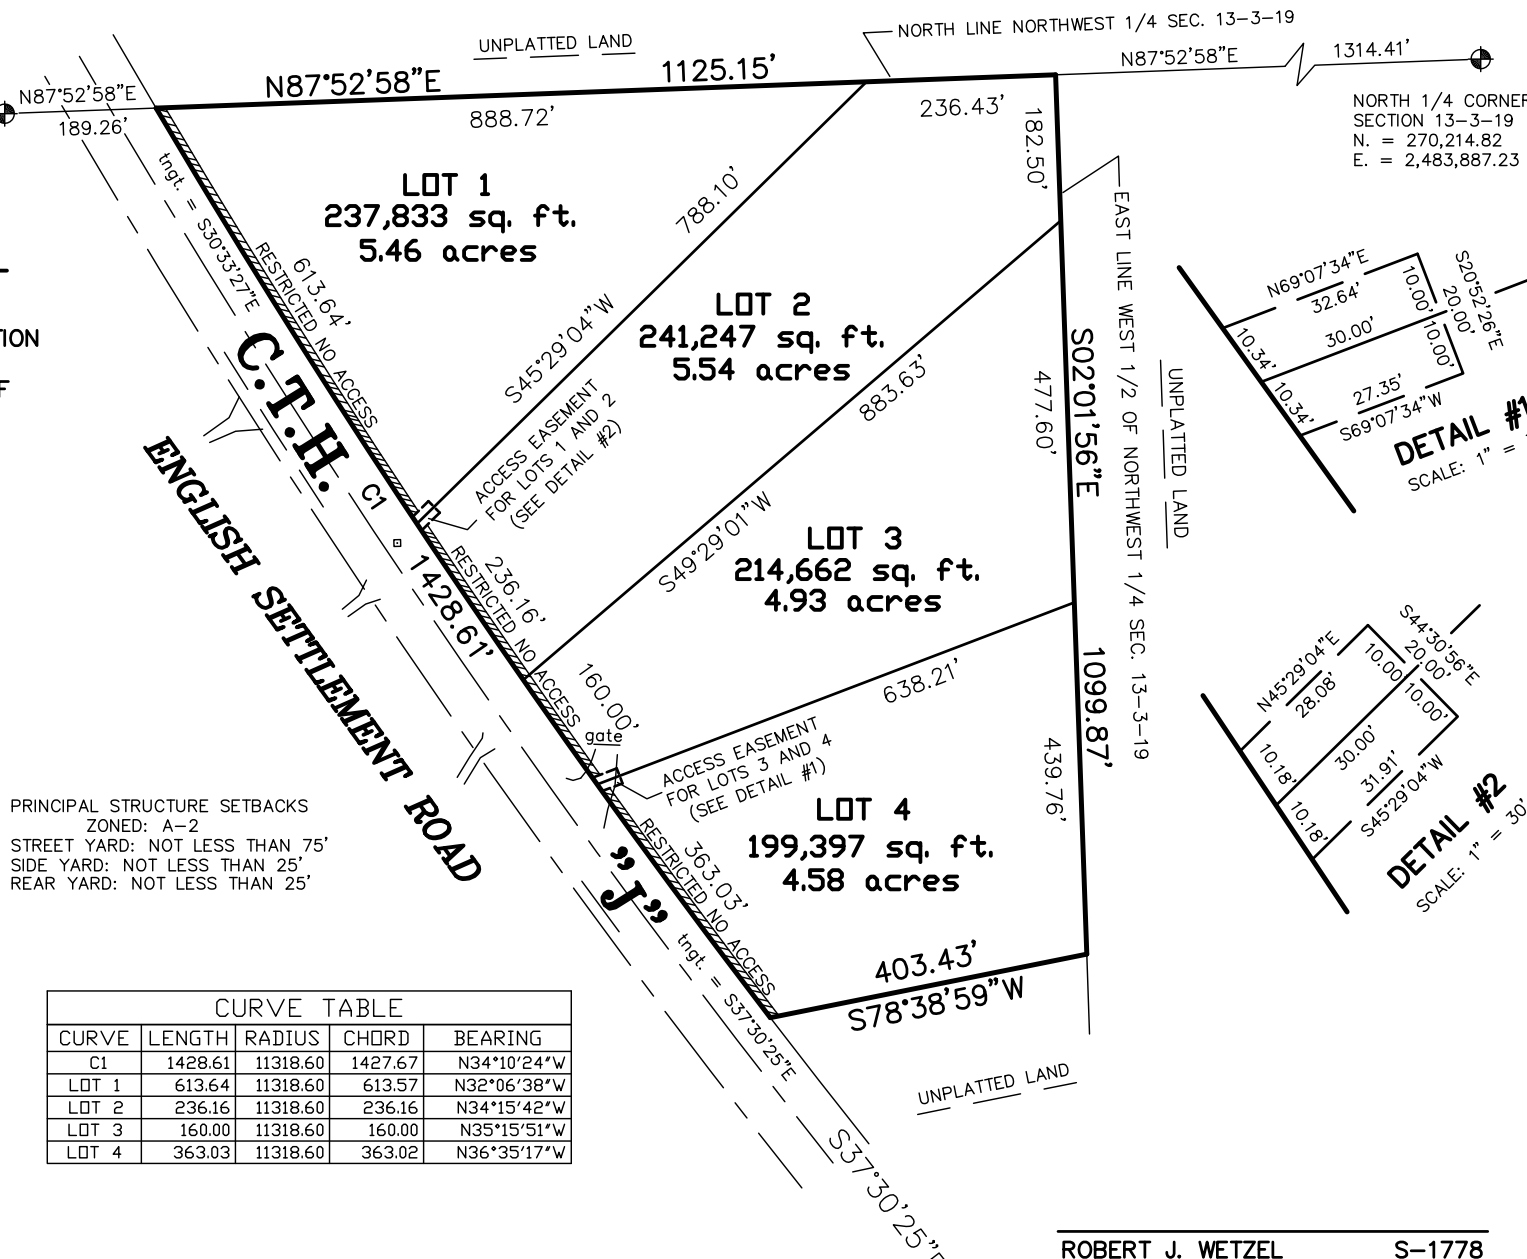 UNPLATTED LAND
NORTH LINE NORTHWEST 1/4 SEC. 13-3-19
N87°52'58"E
1125.15'
N87°52'58"E
1314.41'
N87°52'58"E
189.26'
888.72'
236.43'
NORTH 1/4 CORNER
SECTION 13-3-19
N. = 270,214.82
E. = 2,483,887.23
182.50'
tngt. = S30°33'27"E
LOT 1
237,833 sq. ft.
5.46 acres
788.10'
S45°29'04"W
613.64'
RESTRICTED NO ACCESS
EAST LINE WEST 1/2 OF NORTHWEST 1/4 SEC. 13-3-19
LOT 2
241,247 sq. ft.
5.54 acres
TION
F
ACCESS EASEMENT
FOR LOTS 1 AND 2
(SEE DETAIL #2)
883.63'
S49°29'01"W
S02°01'56"E
1099.87'
477.60'
UNPLATTED LAND
N69°07'34"E
32.64'
10.00'
S20°52'26"E
20.00'
10.34'
30.00'
10.00'
10.34'
27.35'
S69°07'34"W
DETAIL #1
SCALE: 1" =
C.T.H. "J"
ENGLISH SETTLEMENT ROAD
C1
1428.61'
236.16'
RESTRICTED NO ACCESS
LOT 3
214,662 sq. ft.
4.93 acres
160.00'
638.21'
gate
ACCESS EASEMENT
FOR LOTS 3 AND 4
(SEE DETAIL #1)
439.76'
N45°29'04"E
28.08'
10.00'
S44°30'56"E
20.00'
10.00'
10.18'
30.00'
10.18'
31.91'
S45°29'04"W
DETAIL #2
SCALE: 1" = 30'
LOT 4
199,397 sq. ft.
4.58 acres
363.03'
RESTRICTED NO ACCESS
tngt. = S37°30'25"E
403.43'
S78°38'59"W
UNPLATTED LAND
S37°30'25"E
PRINCIPAL STRUCTURE SETBACKS
ZONED: A-2
STREET YARD: NOT LESS THAN 75'
SIDE YARD: NOT LESS THAN 25'
REAR YARD: NOT LESS THAN 25'
CURVE TABLE
CURVE LENGTH RADIUS CHORD BEARING
C1 1428.61 11318.60 1427.67 N34°10'24"W
LOT 1 613.64 11318.60 613.57 N32°06'38"W
LOT 2 236.16 11318.60 236.16 N34°15'42"W
LOT 3 160.00 11318.60 160.00 N35°15'51"W
LOT 4 363.03 11318.60 363.02 N36°35'17"W
ROBERT J. WETZEL S-1778